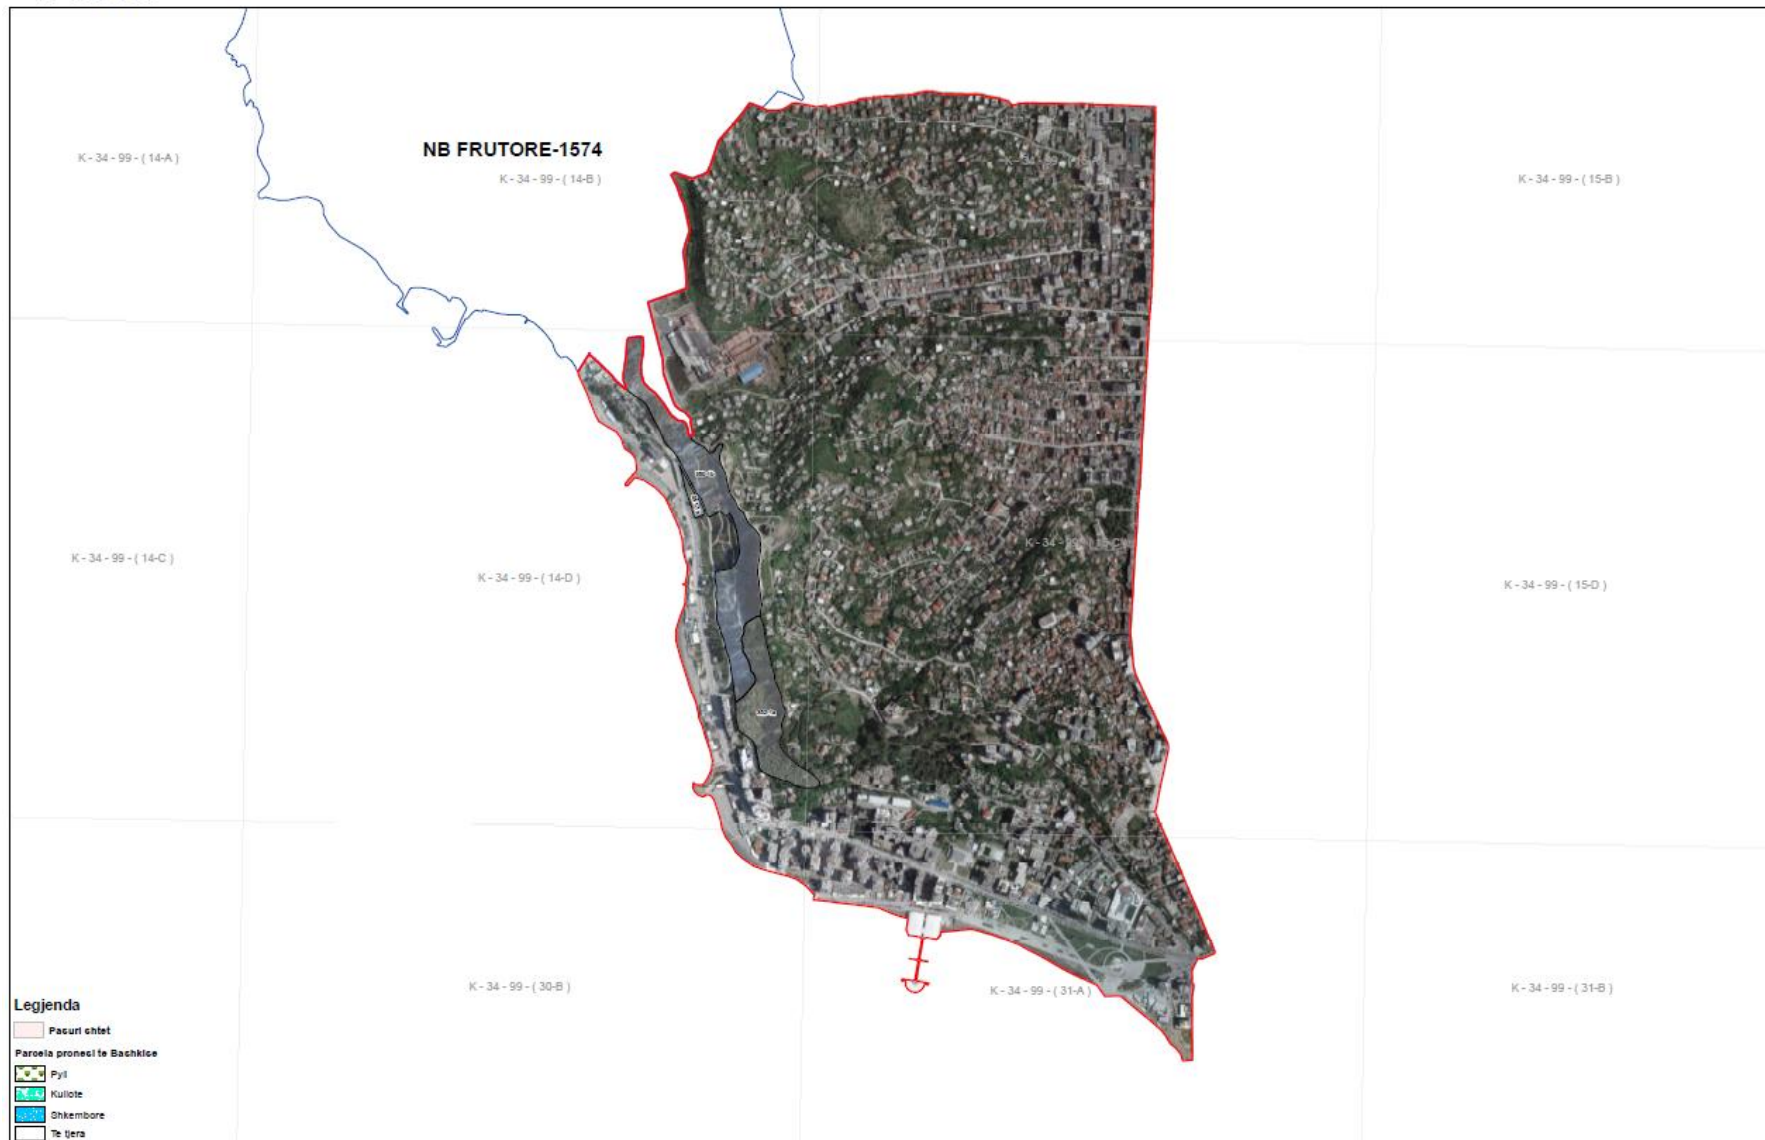 NB FRUTORE-1574
K - 34 - 99 - ( 14-A )
K - 34 - 99 - ( 14-B )
K - 34 - 99 - ( 15-B )
K - 34 - 99 - ( 14-C )
K - 34 - 99 - ( 14-D )
K - 34 - 99 - ( 15-D )
K - 34 - 99 - ( 30-B )
K - 34 - 99 - ( 31-A )
K - 34 - 99 - ( 31-B )
Legjenda
Pasuri shtet
Parcela pronesi te Bashkise
Pyll
Kullote
Shkembore
Te tjera